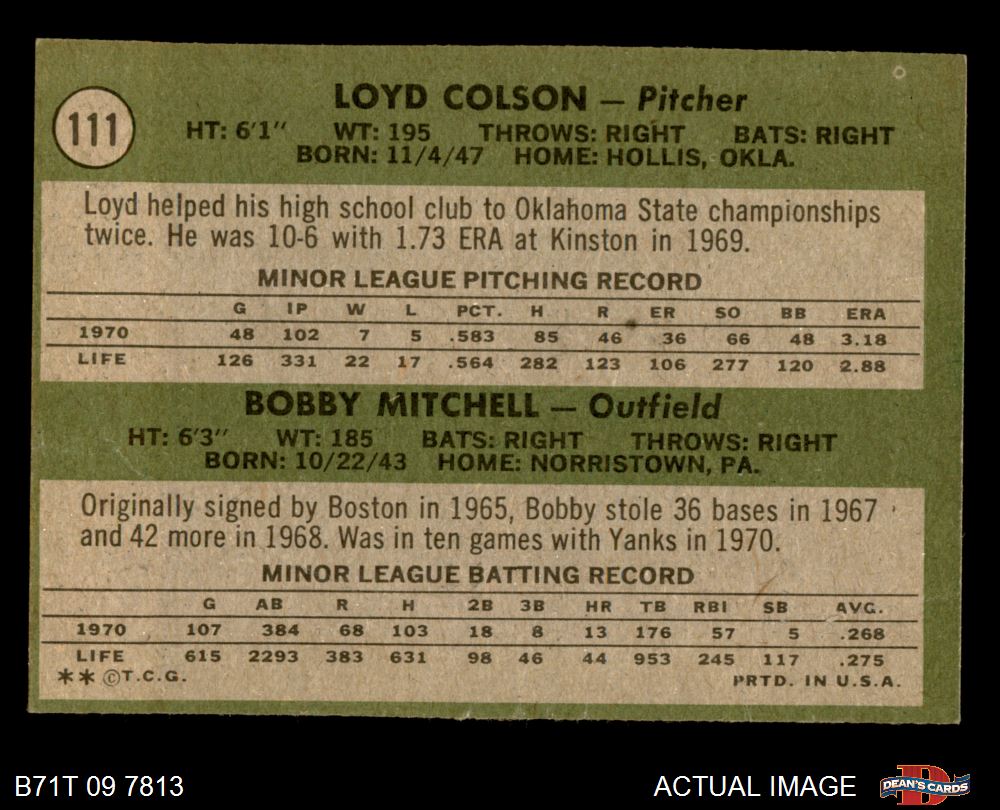 111
LOYD COLSON — Pitcher
HT: 6'1" WT: 195 THROWS: RIGHT BATS: RIGHT
BORN: 11/4/47 HOME: HOLLIS, OKLA.
Loyd helped his high school club to Oklahoma State championships
twice. He was 10-6 with 1.73 ERA at Kinston in 1969.
MINOR LEAGUE PITCHING RECORD
G IP W L PCT. H R ER SO BB ERA
1970 48 102 7 5 .583 85 46 36 66 48 3.18
LIFE 126 331 22 17 .564 282 123 106 277 120 2.88
BOBBY MITCHELL — Outfield
HT: 6'3" WT: 185 BATS: RIGHT THROWS: RIGHT
BORN: 10/22/43 HOME: NORRISTOWN, PA.
Originally signed by Boston in 1965, Bobby stole 36 bases in 1967
and 42 more in 1968. Was in ten games with Yanks in 1970.
MINOR LEAGUE BATTING RECORD
G AB R H 2B 3B HR TB RBI SB AVG.
1970 107 384 68 103 18 8 13 176 57 5 .268
LIFE 615 2293 383 631 98 46 44 953 245 117 .275
** ©T.C.G. PRTD. IN U.S.A.
B71T 09 7813 ACTUAL IMAGE DEAN'S CARDS